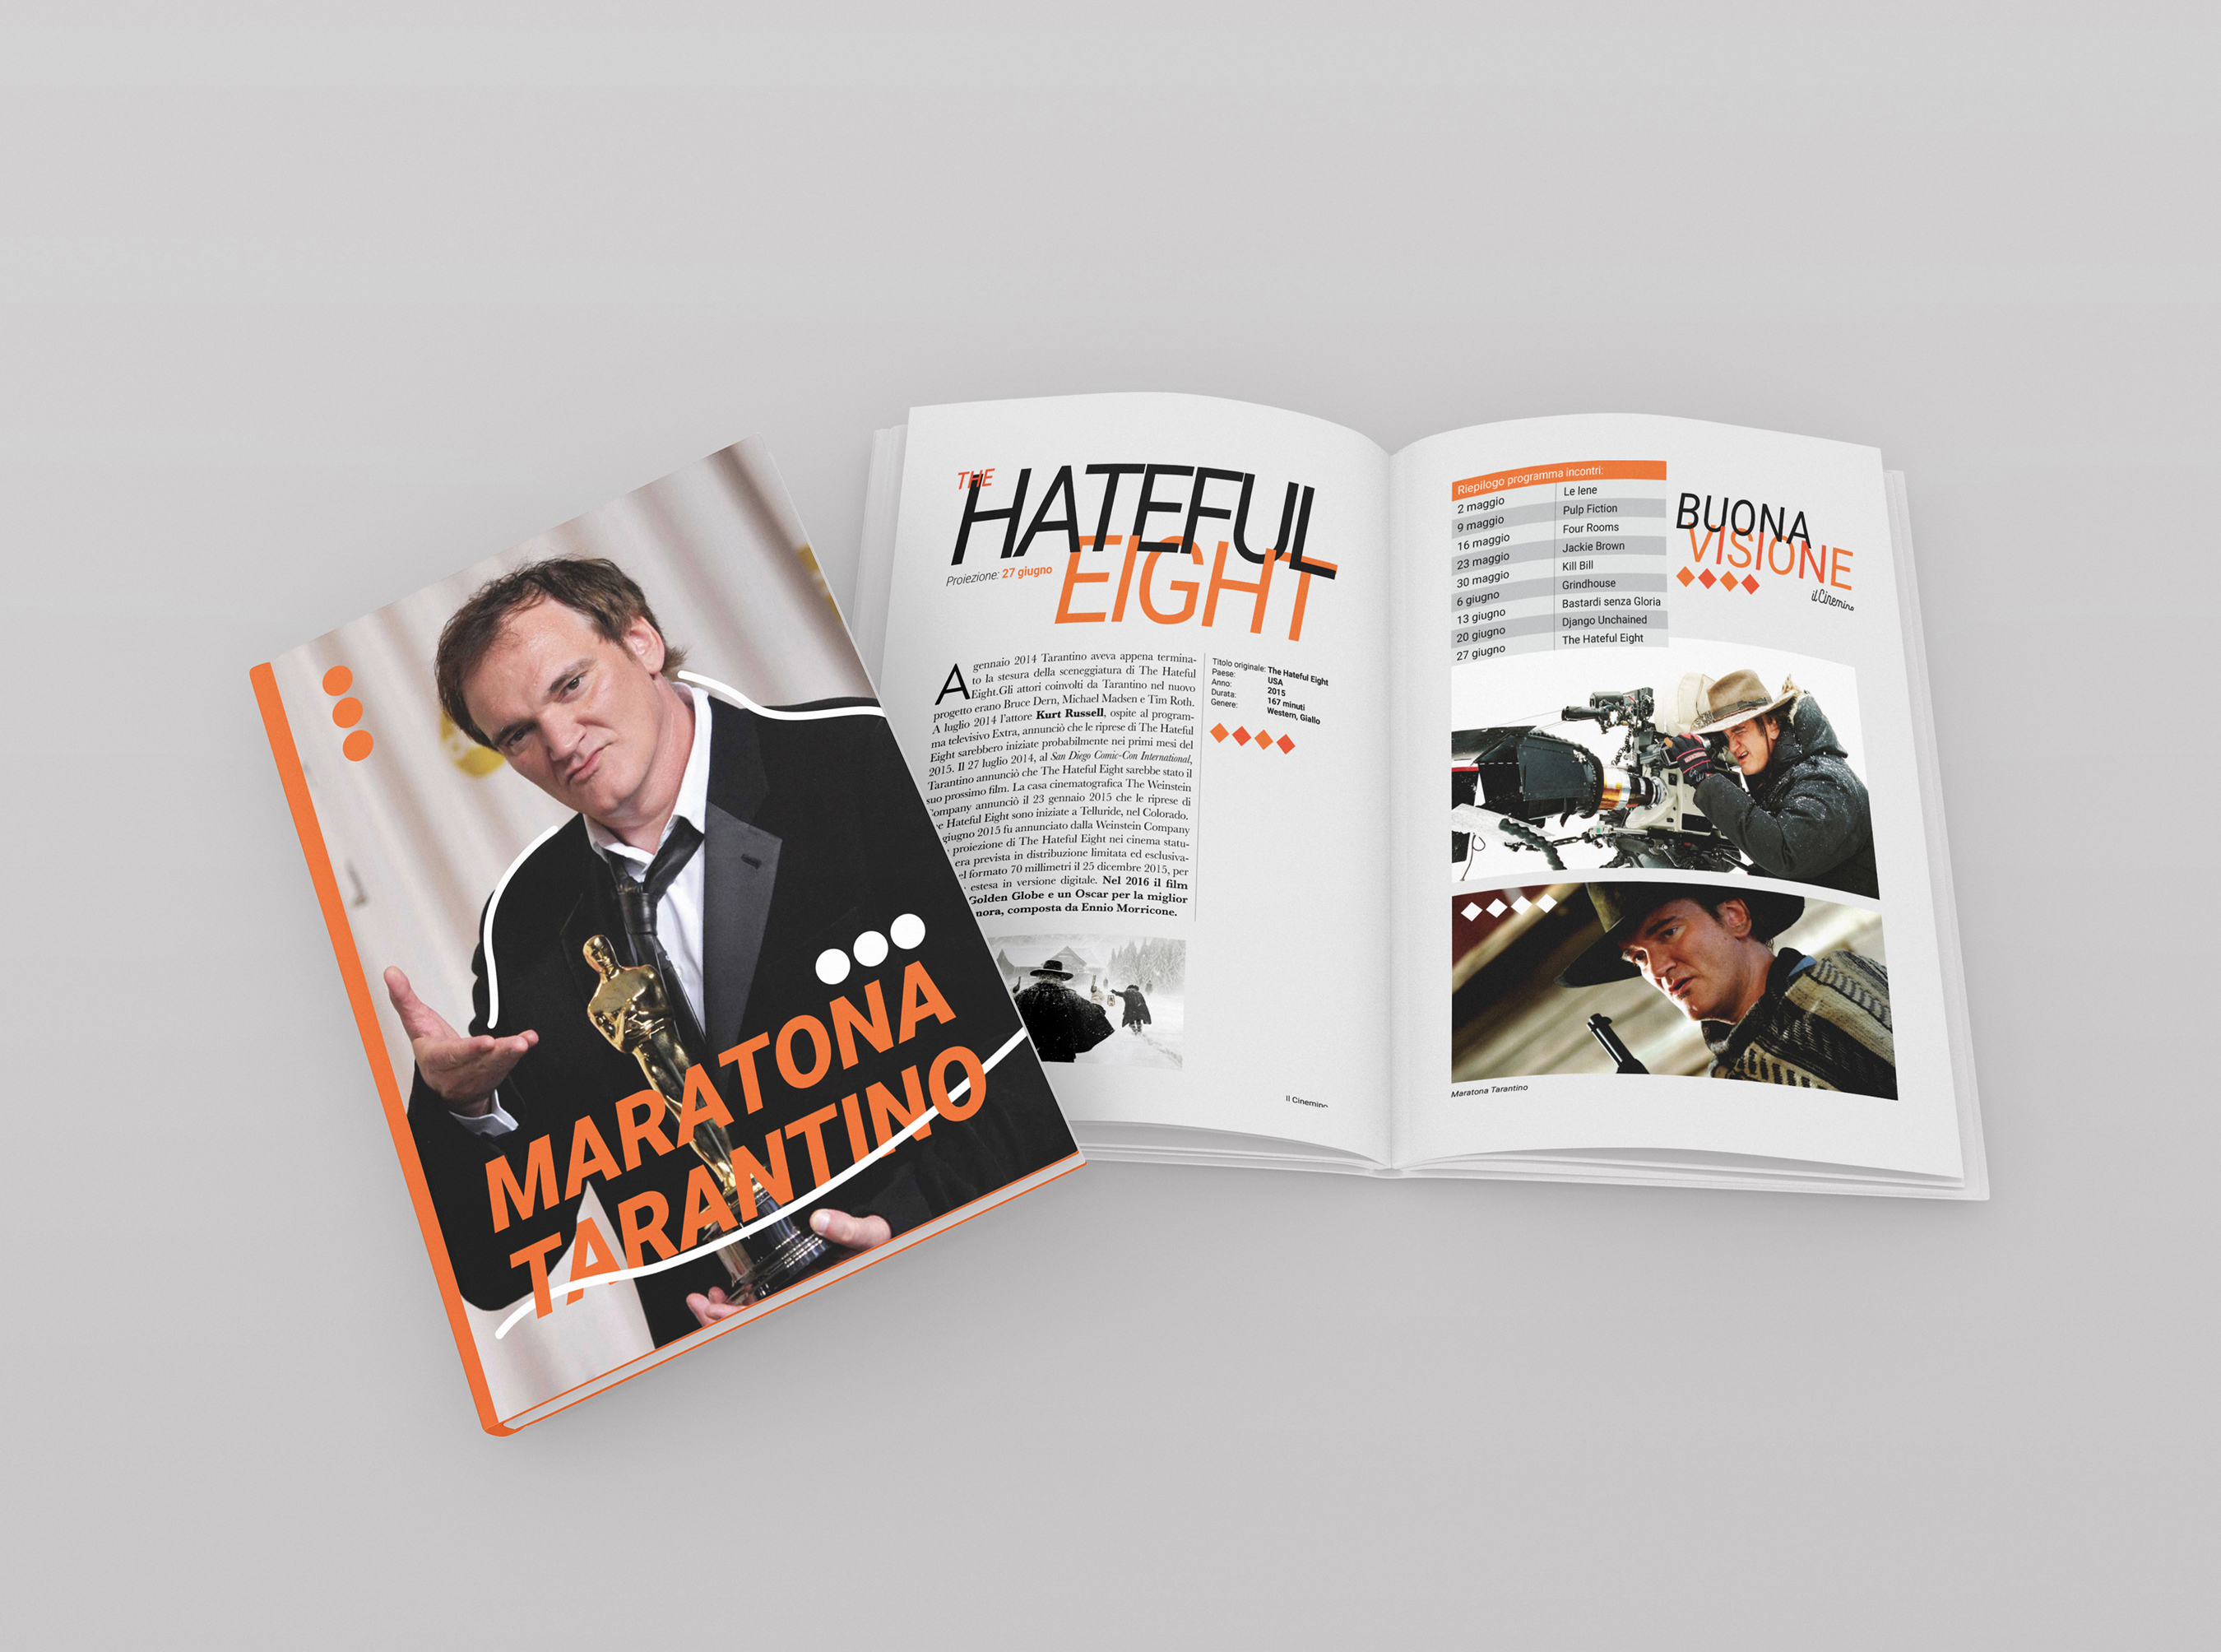 MARATONA
TARANTINO
THE
HATEFUL
EIGHT
Proiezione: 27 giugno
A gennaio 2014 Tarantino aveva appena termina-
to la stesura della sceneggiatura di The Hateful
Eight.Gli attori coinvolti da Tarantino nel nuovo
progetto erano Bruce Dern, Michael Madsen e Tim Roth.
A luglio 2014 l'attore Kurt Russell, ospite al program-
ma televisivo Extra, annunciò che le riprese di The Hateful
Eight sarebbero iniziate probabilmente nei primi mesi del
2015. Il 27 luglio 2014, al San Diego Comic-Con International,
Tarantino annunciò che The Hateful Eight sarebbe stato il
suo prossimo film. La casa cinematografica The Weinstein
ompany annunciò il 23 gennaio 2015 che le riprese di
e Hateful Eight sono iniziate a Telluride, nel Colorado.
giugno 2015 fu annunciato dalla Weinstein Company
proiezione di The Hateful Eight nei cinema statu-
era prevista in distribuzione limitata ed esclusiva-
el formato 70 millimetri il 25 dicembre 2015, per
estesa in versione digitale. Nel 2016 il film
Golden Globe e un Oscar per la miglior
nora, composta da Ennio Morricone.
Titolo originale: The Hateful Eight
Paese: USA
Anno: 2015
Durata: 167 minuti
Genere: Western, Giallo
Il Cinemino
Riepilogo programma incontri:
2 maggio Le Iene
9 maggio Pulp Fiction
16 maggio Four Rooms
23 maggio Jackie Brown
30 maggio Kill Bill
6 giugno Grindhouse
13 giugno Bastardi senza Gloria
20 giugno Django Unchained
27 giugno The Hateful Eight
BUONA
VISIONE
il Cinemino
Maratona Tarantino